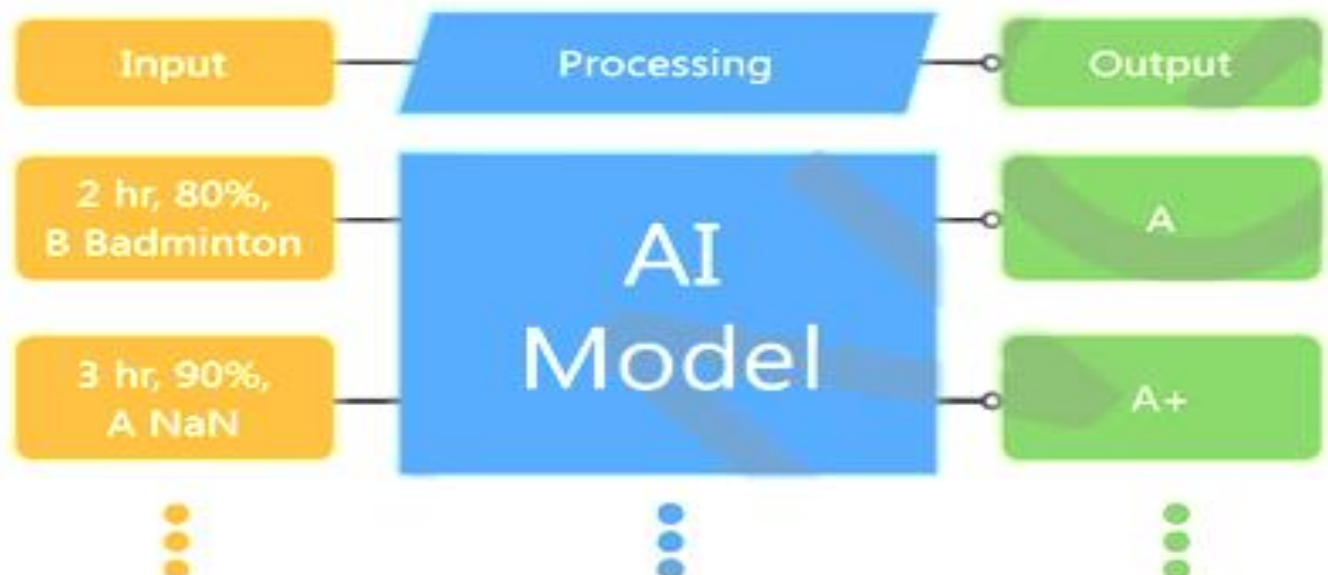 Input
Processing
Output
2 hr, 80%,
B Badminton
AI
Model
A
3 hr, 90%,
A NaN
A+